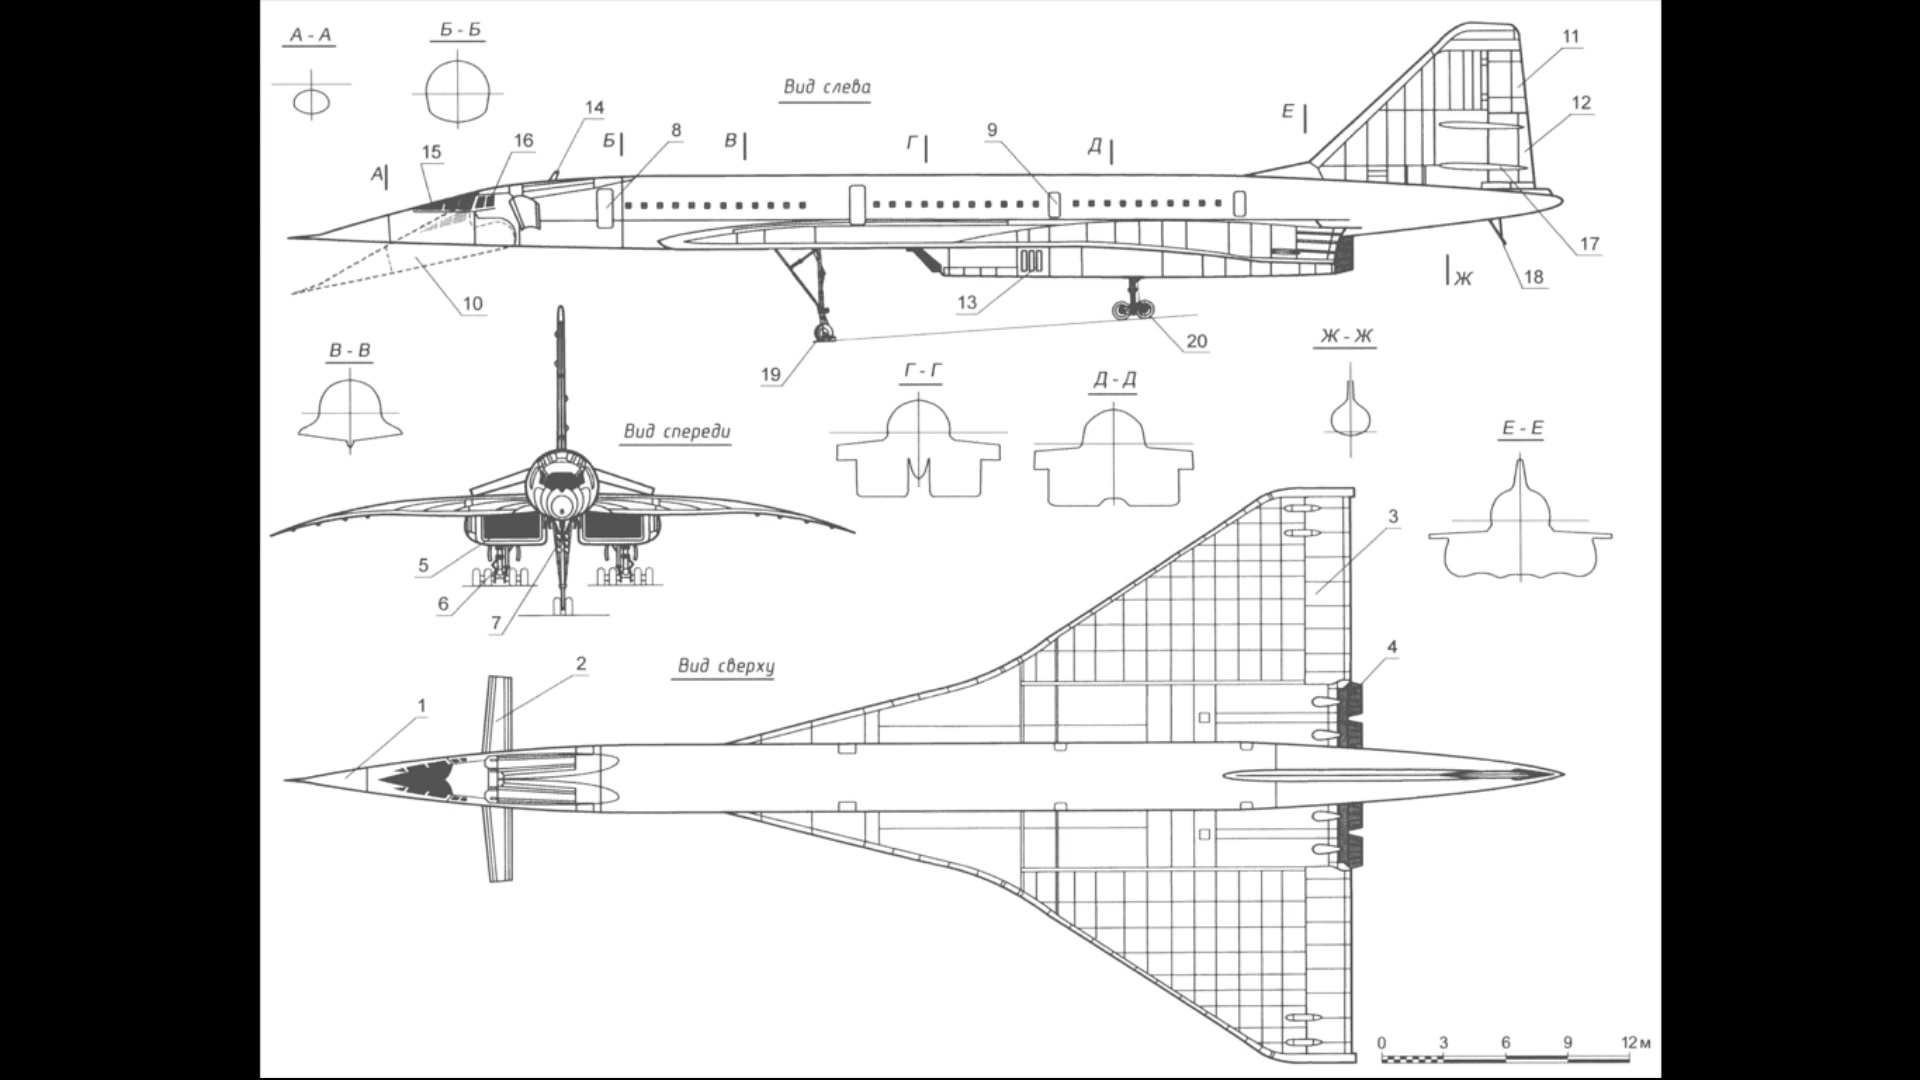 А - А
Б - Б
Вид слева
11
Е
12
14
Б
8
В
Г
9
Д
16
15
А
17
18
Ж
13
10
20
19
В - В
Г - Г
Д - Д
Ж - Ж
Е - Е
Вид спереди
5
6
7
3
Вид сверху
2
4
1
0 3 6 9 12 м